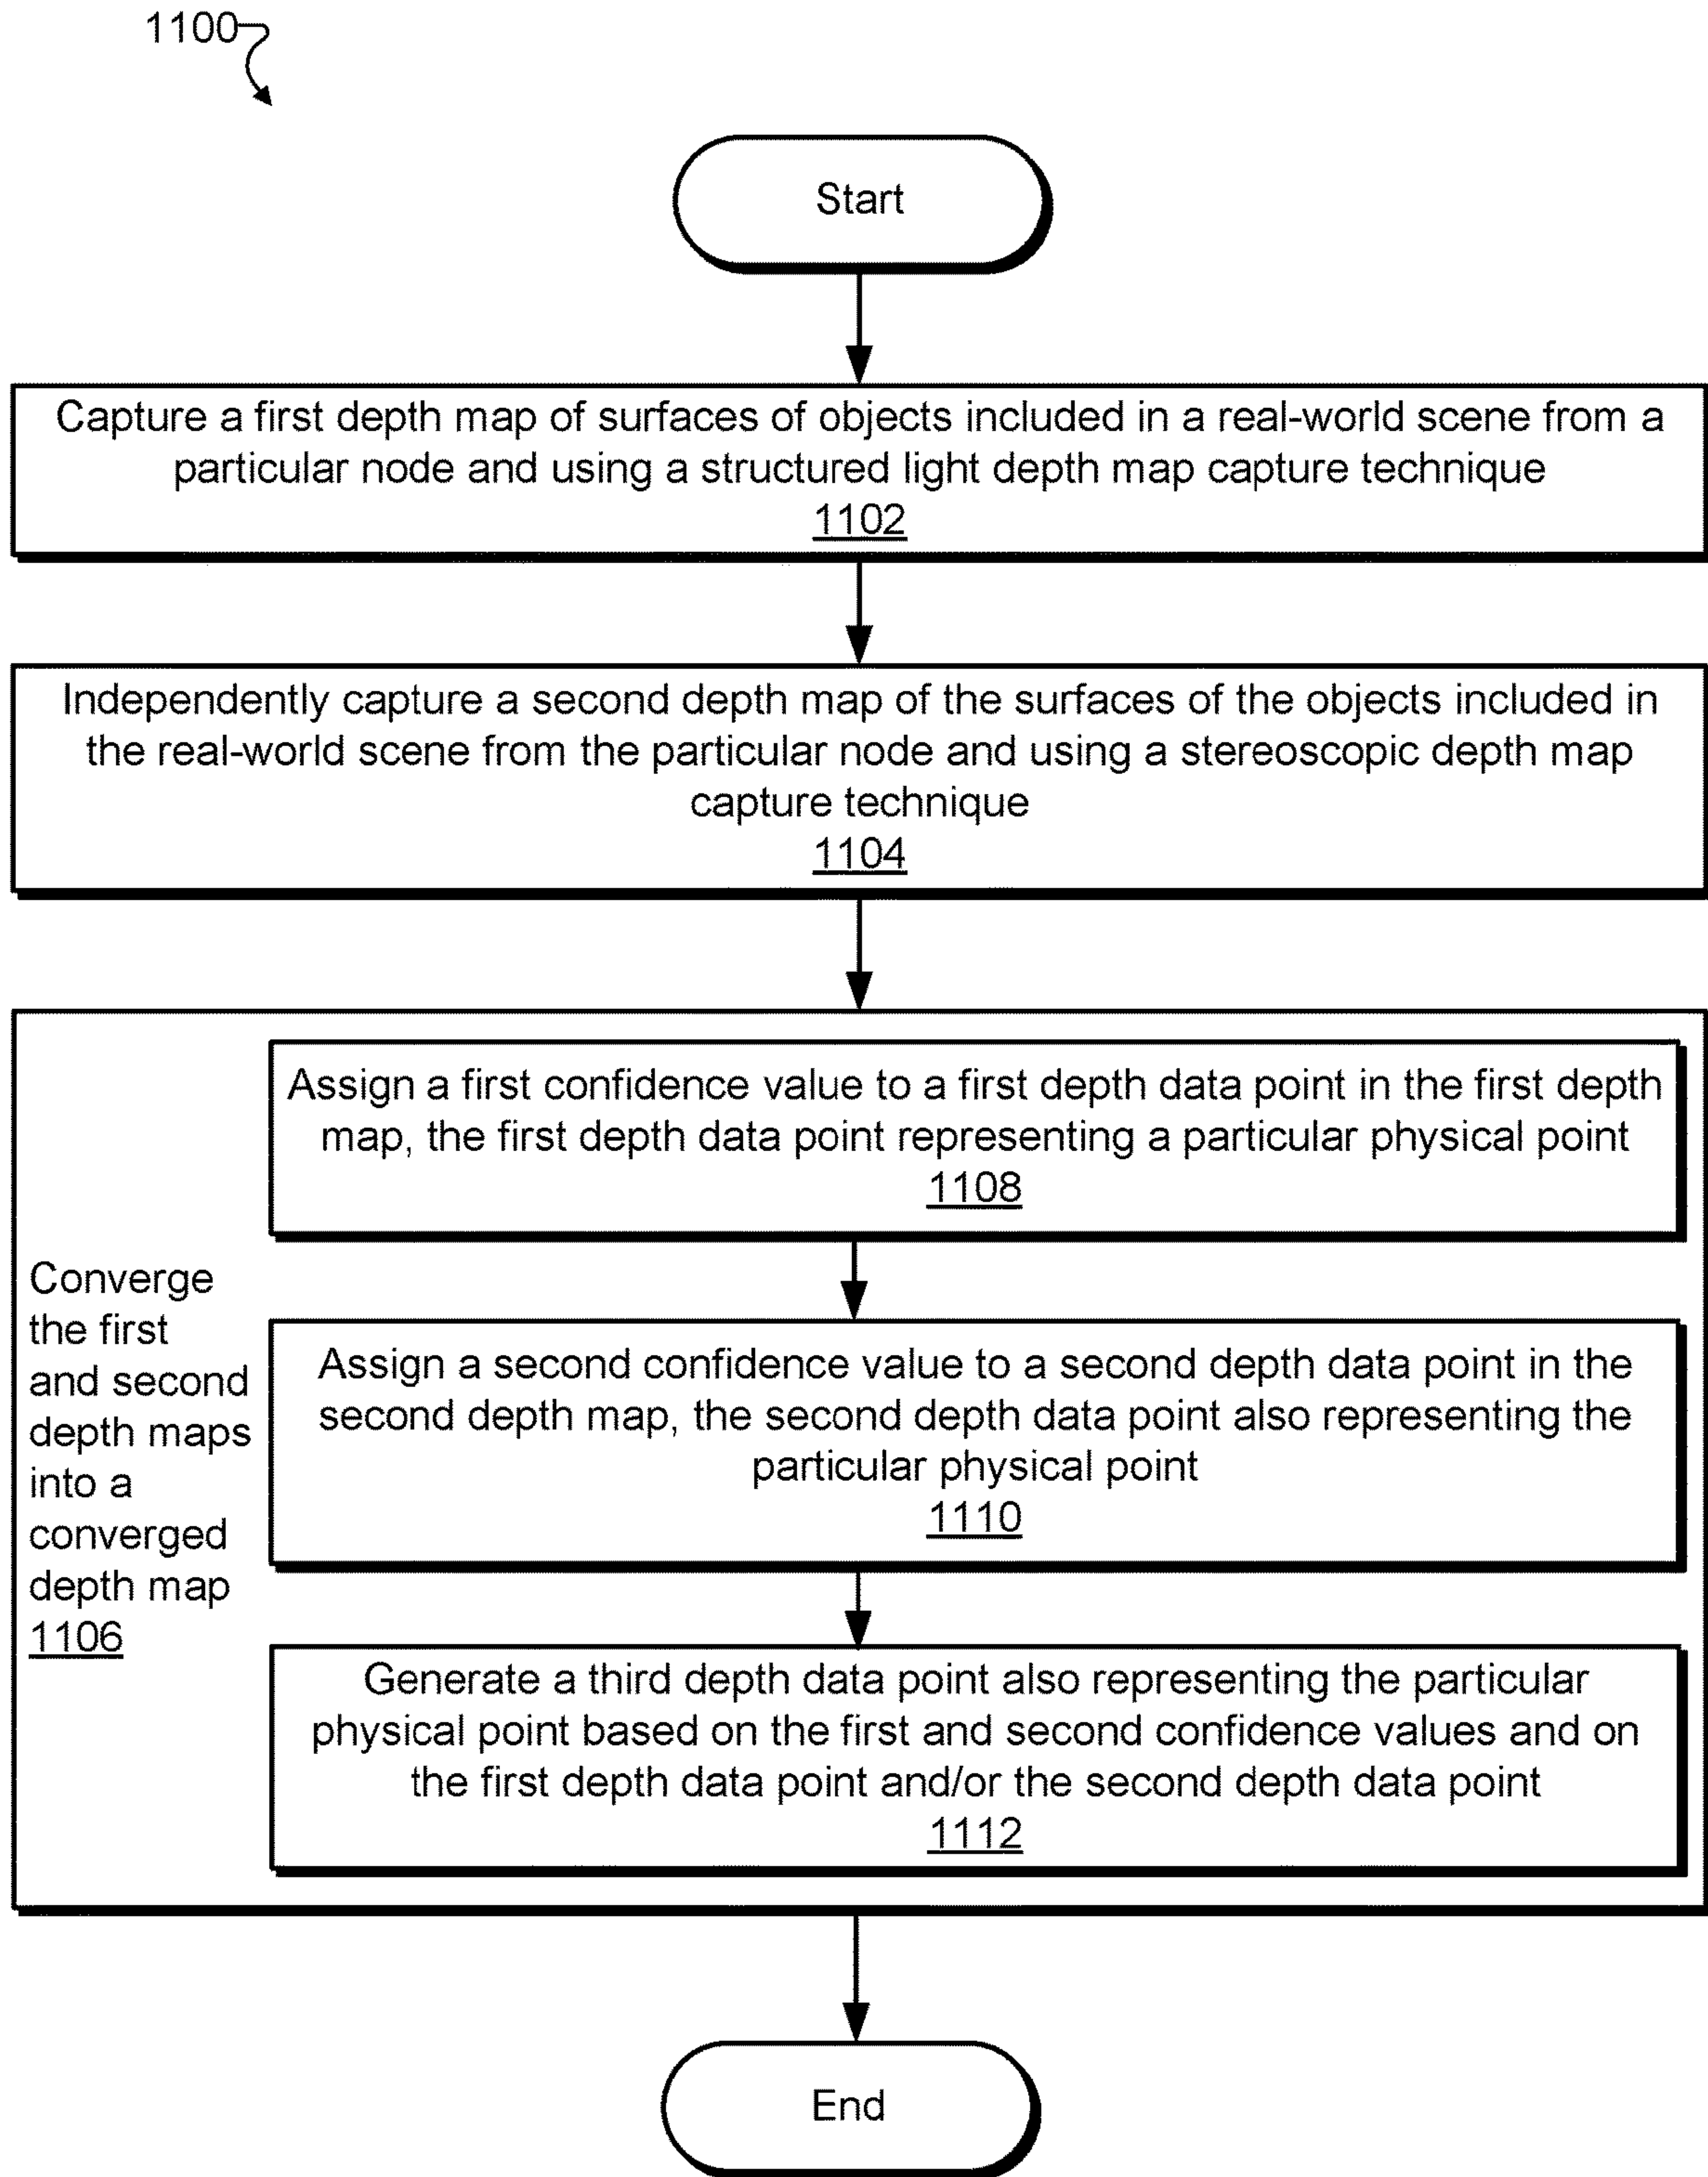 1100
Start
Capture a first depth map of surfaces of objects included in a real-world scene from a
particular node and using a structured light depth map capture technique
1102
Independently capture a second depth map of the surfaces of the objects included in
the real-world scene from the particular node and using a stereoscopic depth map
capture technique
1104
Converge
the first
and second
depth maps
into a
converged
depth map
1106
Assign a first confidence value to a first depth data point in the first depth
map, the first depth data point representing a particular physical point
1108
Assign a second confidence value to a second depth data point in the
second depth map, the second depth data point also representing the
particular physical point
1110
Generate a third depth data point also representing the particular
physical point based on the first and second confidence values and on
the first depth data point and/or the second depth data point
1112
End